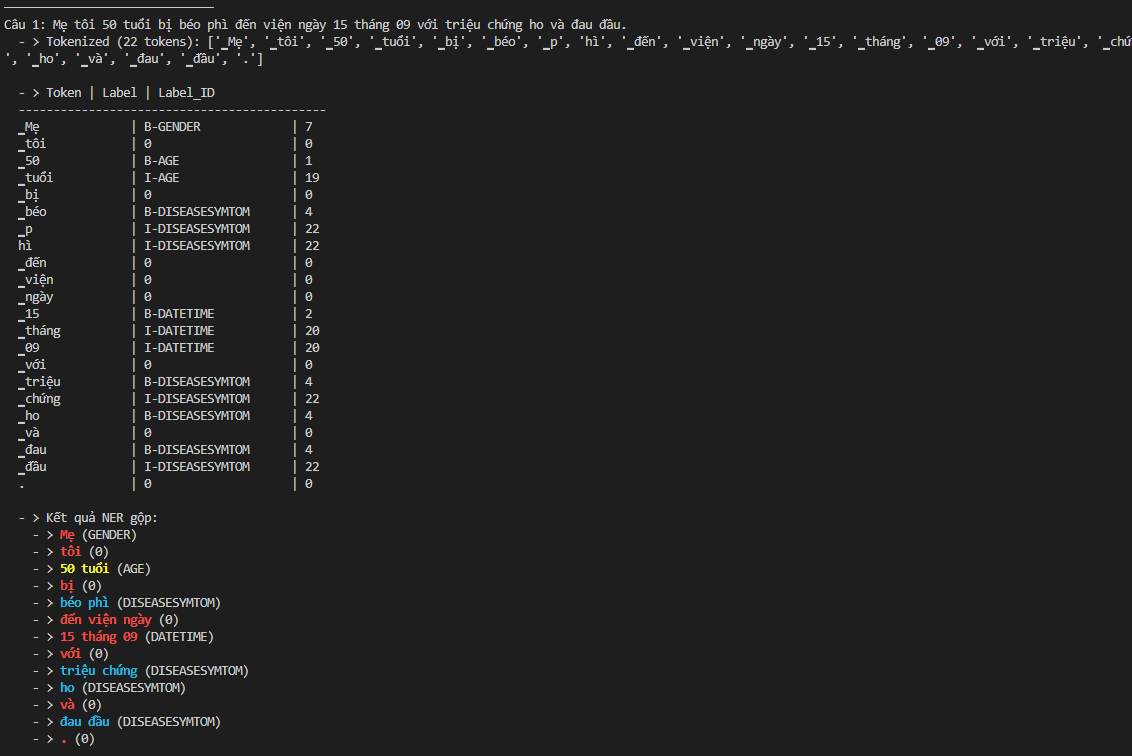 Câu 1: Mẹ tôi 50 tuổi bị béo phì đến viện ngày 15 tháng 09 với triệu chứng ho và đau đầu.
- > Tokenized (22 tokens): ['_Mẹ', '_tôi', '_50', '_tuổi', '_bị', '_béo', '_p', 'hì', '_đến', '_viện', '_ngày', '_15', '_tháng', '_09', '_với', '_triệu', '_chứ
', '_ho', '_và', '_đau', '_đầu', '.']
- > Token | Label | Label_ID
--------------------------------------------
_Mẹ | B-GENDER | 7
_tôi | 0 | 0
_50 | B-AGE | 1
_tuổi | I-AGE | 19
_bị | 0 | 0
_béo | B-DISEASESYMTOM | 4
_p | I-DISEASESYMTOM | 22
hì | I-DISEASESYMTOM | 22
_đến | 0 | 0
_viện | 0 | 0
_ngày | 0 | 0
_15 | B-DATETIME | 2
_tháng | I-DATETIME | 20
_09 | I-DATETIME | 20
_với | 0 | 0
_triệu | B-DISEASESYMTOM | 4
_chứng | I-DISEASESYMTOM | 22
_ho | B-DISEASESYMTOM | 4
_và | 0 | 0
_đau | B-DISEASESYMTOM | 4
_đầu | I-DISEASESYMTOM | 22
. | 0 | 0
- > Kết quả NER gộp:
- > Mẹ (GENDER)
- > tôi (0)
- > 50 tuổi (AGE)
- > bị (0)
- > béo phì (DISEASESYMTOM)
- > đến viện ngày (0)
- > 15 tháng 09 (DATETIME)
- > với (0)
- > triệu chứng (DISEASESYMTOM)
- > ho (DISEASESYMTOM)
- > và (0)
- > đau đầu (DISEASESYMTOM)
- > . (0)